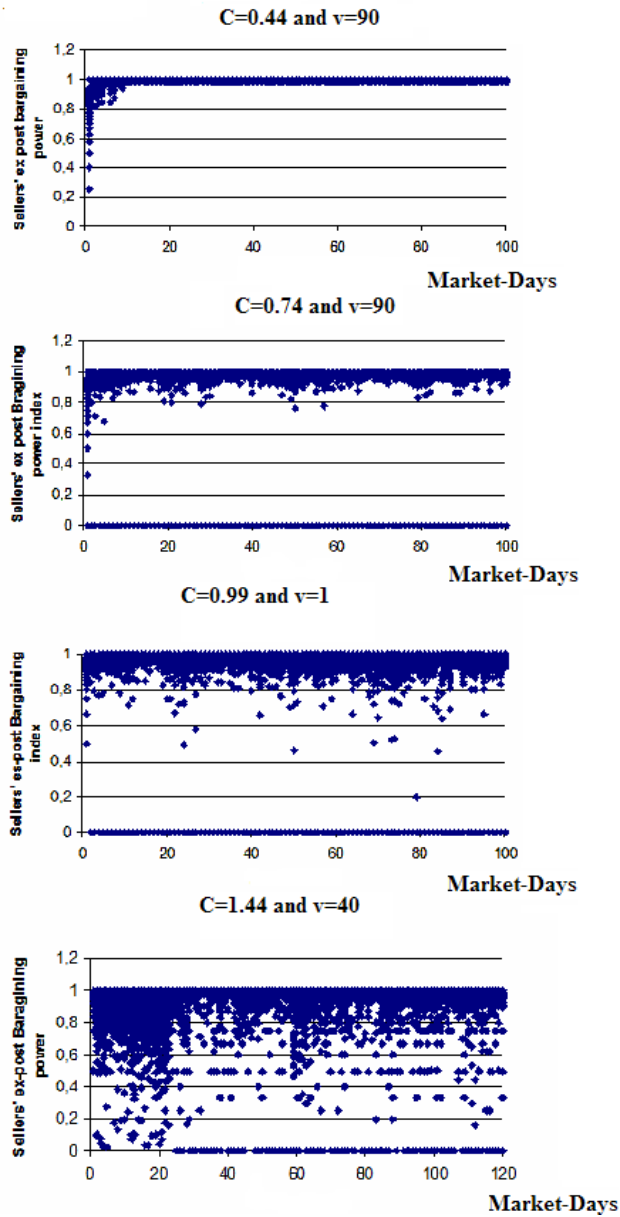 C=0.44 and v=90
Sellers' ex post bargaining
power
1,2
1
0,8
0,6
0,4
0,2
0
0 20 40 60 80 100
Market-Days
C=0.74 and v=90
Sellers' ex post Bragining
power index
1,2
1
0,8
0,6
0,4
0,2
0
0 20 40 60 80 100
Market-Days
C=0.99 and v=1
Sellers' es-post Bargaining
index
1,2
1
0,8
0,6
0,4
0,2
0
0 20 40 60 80 100
Market-Days
C=1.44 and v=40
Sellers' ex-post Baragining
power
1,2
1
0,8
0,6
0,4
0,2
0
0 20 40 60 80 100 120
Market-Days